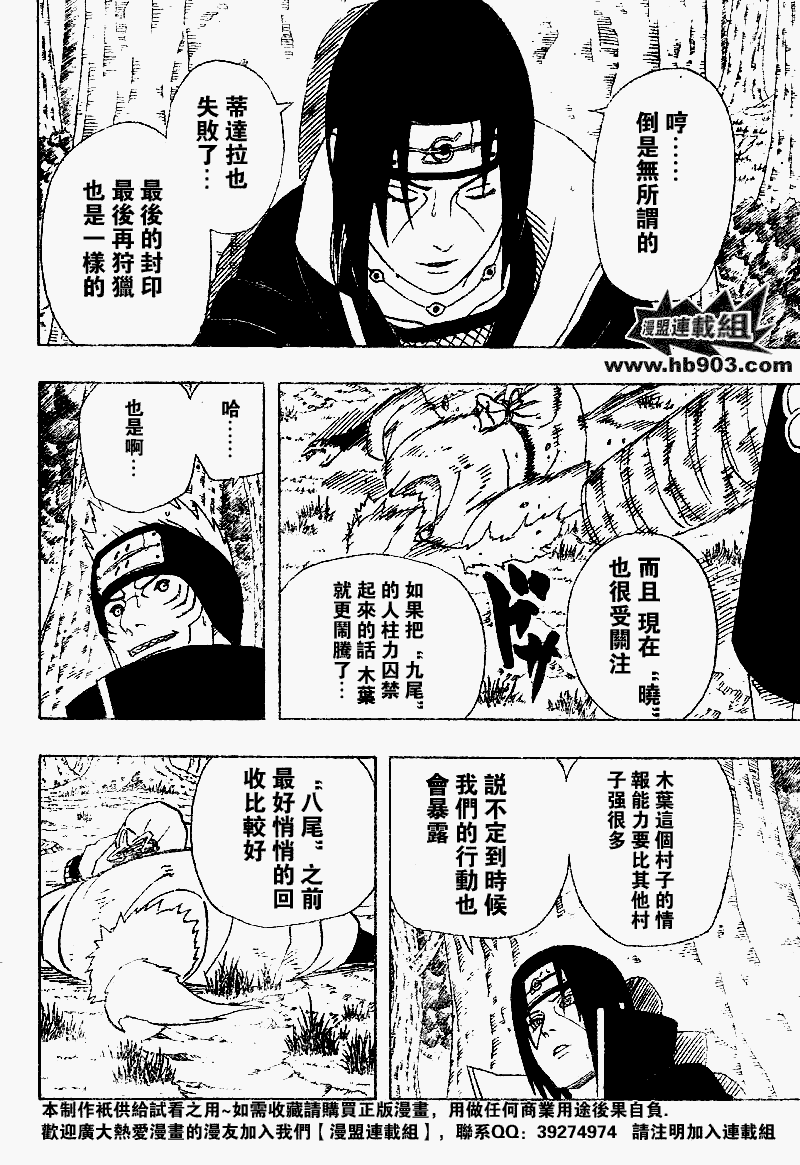 哼……
倒是無所謂的
蒂達拉也
失敗了…
最後的封印
最後再狩獵
也是一樣的
漫盟連載組
www.hb903.com
而且 現在 “曉”
也很受關注
如果把 “九尾”
的人柱力囚禁
起來的話 木葉
就更鬧騰了…
ドサ
哈……
也是啊…
木葉這個村子的情
報能力要比其他村
子强很多
説不定到時候
我們的行動也
會暴露
“八尾” 之前
最好悄悄的回
收比較好
本制作衹供給試看之用~如需收藏請購買正版漫畫，用做任何商業用途後果自負.
歡迎廣大熱愛漫畫的漫友加入我們【漫盟連載組】，聯系QQ：39274974 請注明加入連載組